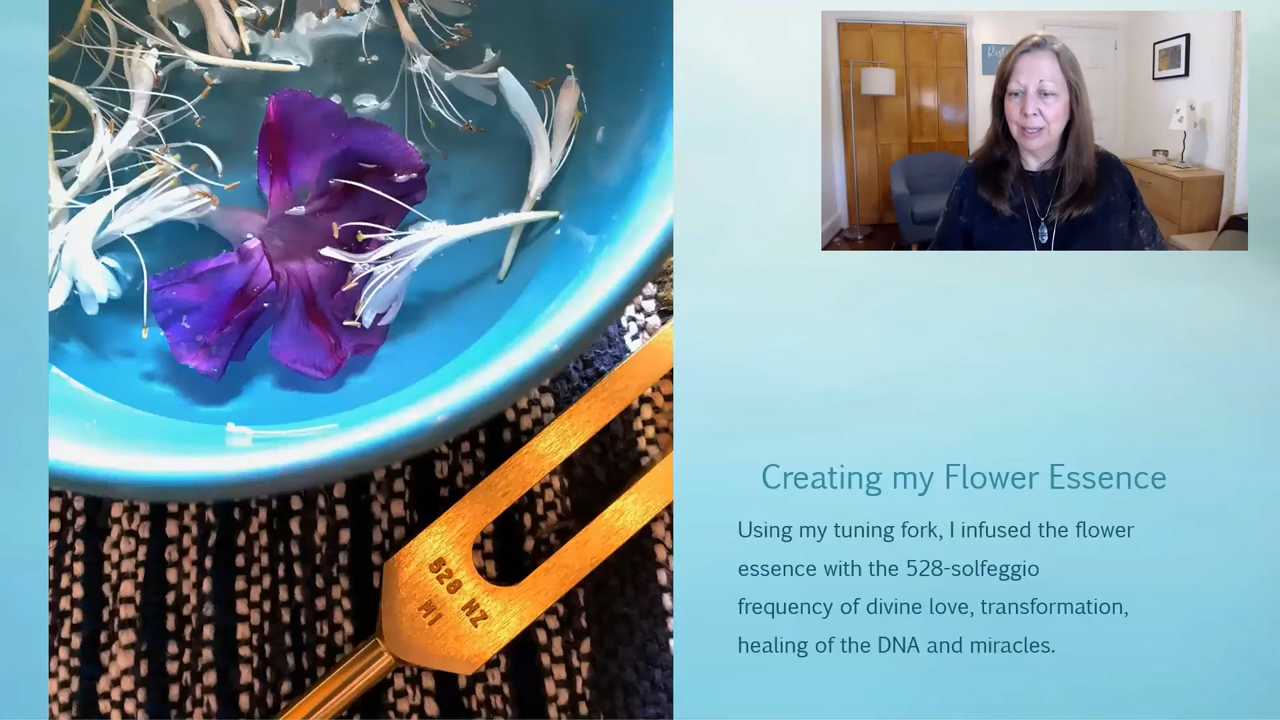 Creating my Flower Essence
Using my tuning fork, I infused the flower
essence with the 528-solfeggio
frequency of divine love, transformation,
healing of the DNA and miracles.
528 HZ
MI